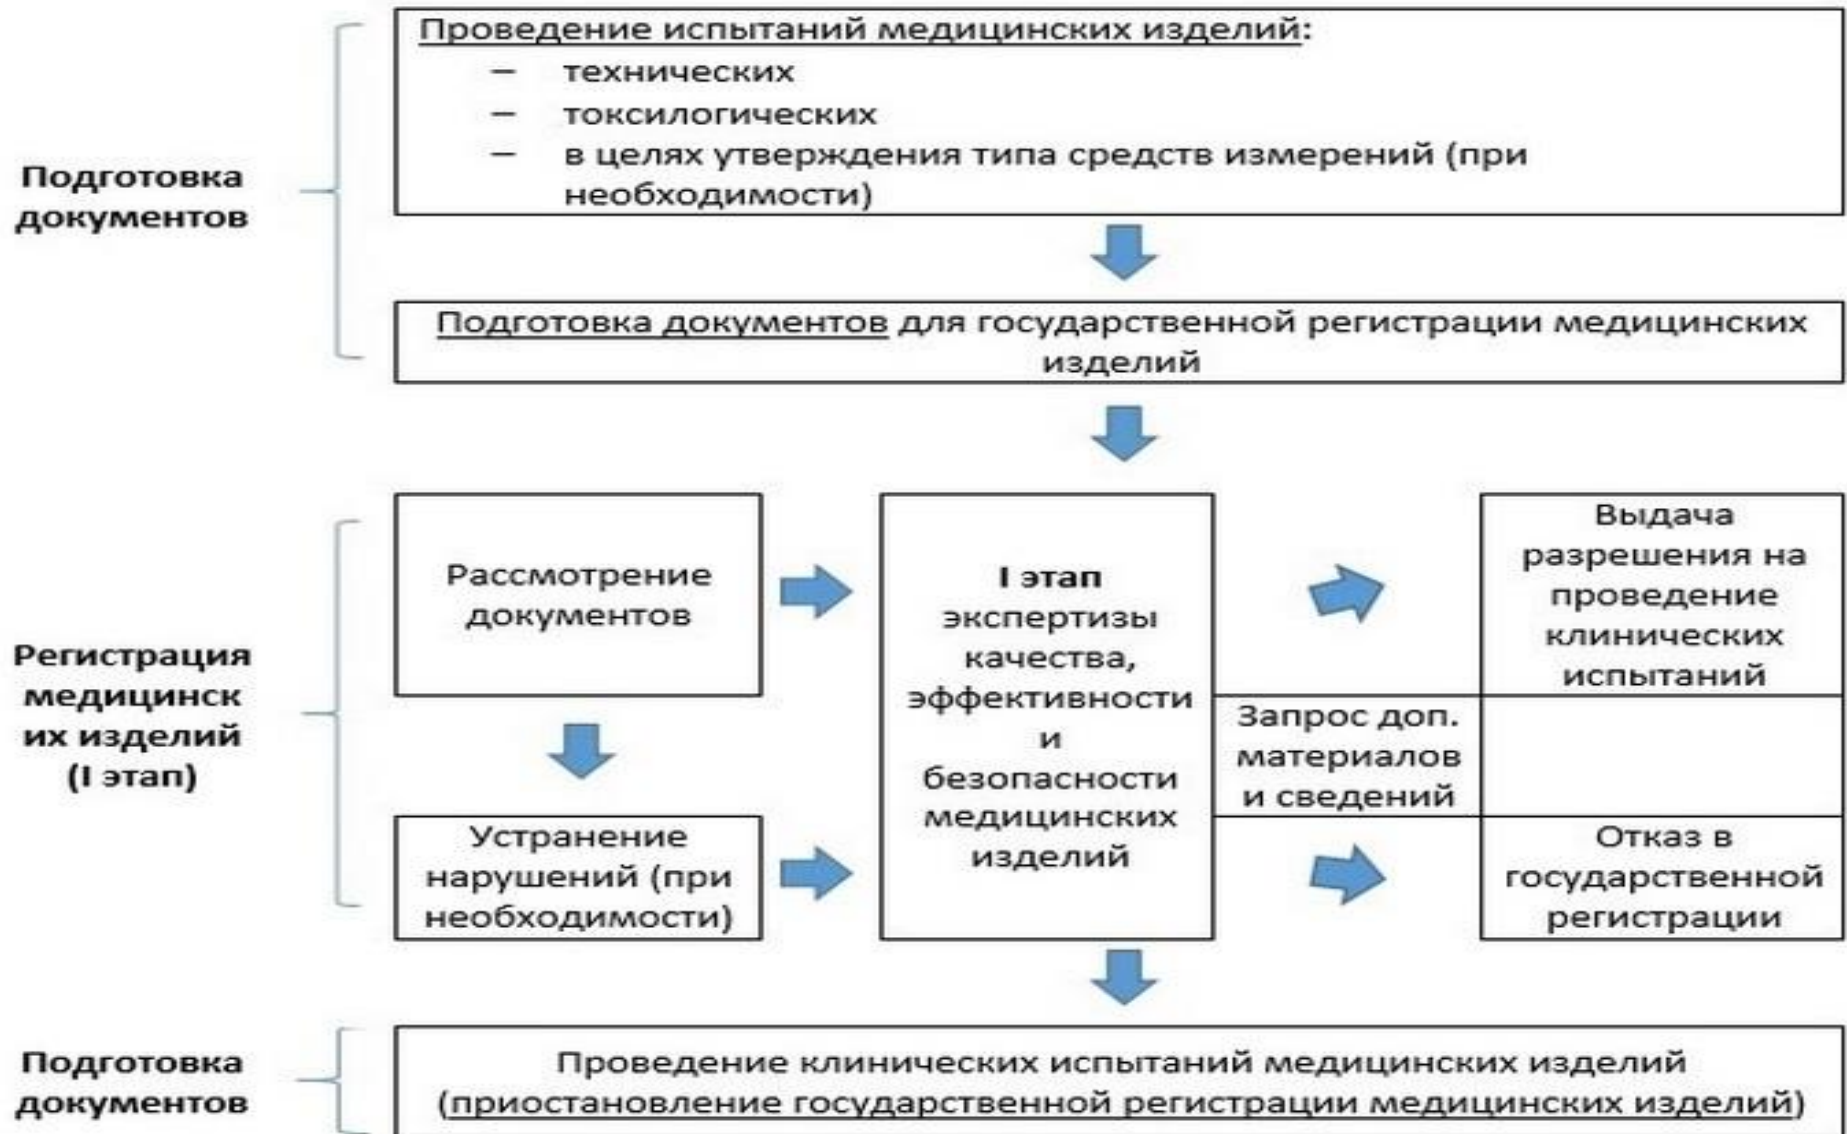 Проведение испытаний медицинских изделий:
– технических
– токсилогических
– в целях утверждения типа средств измерений (при
необходимости)
Подготовка
документов
Подготовка документов для государственной регистрации медицинских
изделий
Регистрация
медицинск
их изделий
(I этап)
Рассмотрение
документов
Устранение
нарушений (при
необходимости)
I этап
экспертизы
качества,
эффективности
и
безопасности
медицинских
изделий
Выдача
разрешения на
проведение
клинических
испытаний
Запрос доп.
материалов
и сведений
Отказ в
государственной
регистрации
Подготовка
документов
Проведение клинических испытаний медицинских изделий
(приостановление государственной регистрации медицинских изделий)